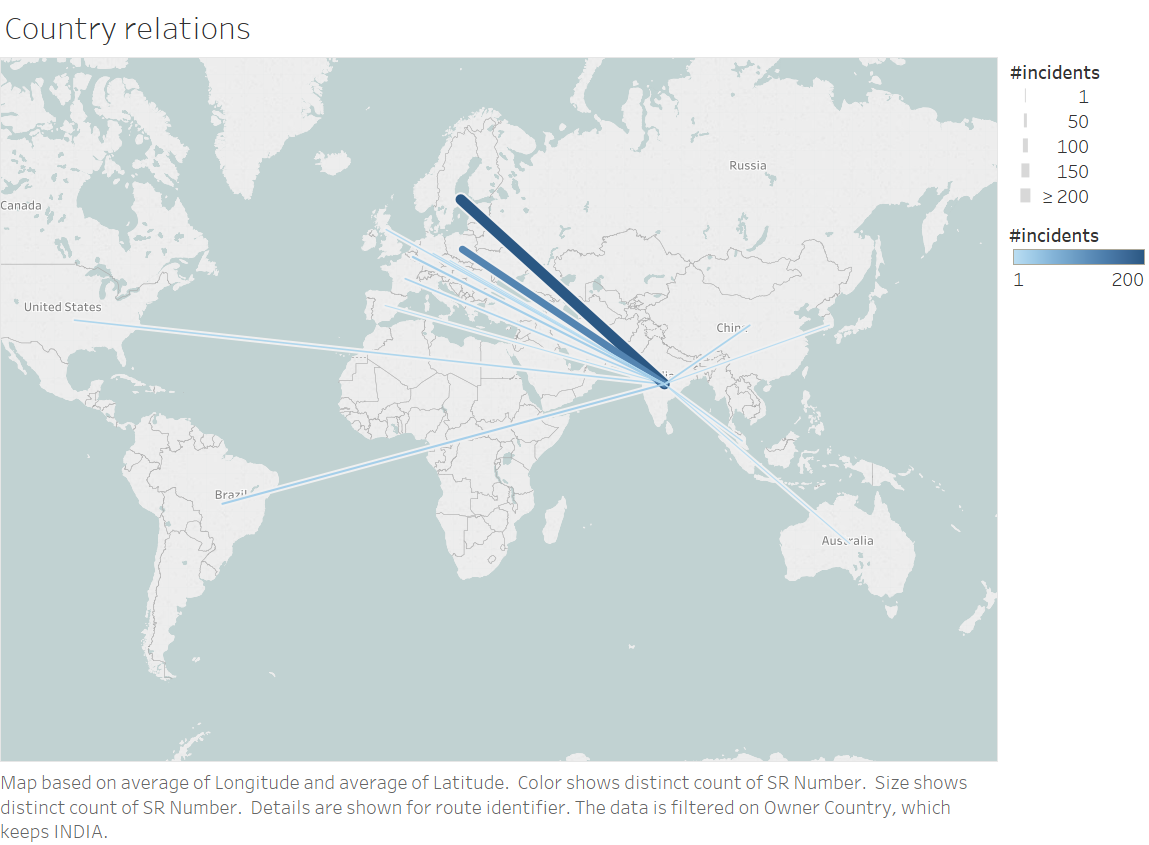 Country relations
#incidents
1
50
100
150
≥ 200
#incidents
1 200
Russia
Canada
United States
Brazil
Australia
Map based on average of Longitude and average of Latitude.  Color shows distinct count of SR Number.  Size shows
distinct count of SR Number.  Details are shown for route identifier. The data is filtered on Owner Country, which
keeps INDIA.